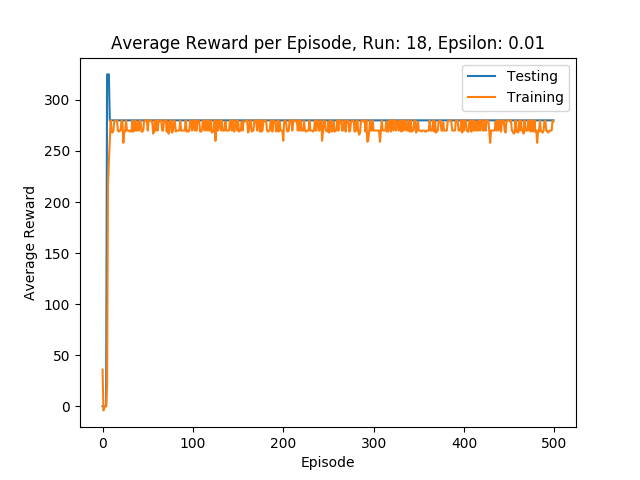 Average Reward per Episode, Run: 18, Epsilon: 0.01
Testing
Training
Average Reward
300
250
200
150
100
50
0
0 100 200 300 400 500
Episode